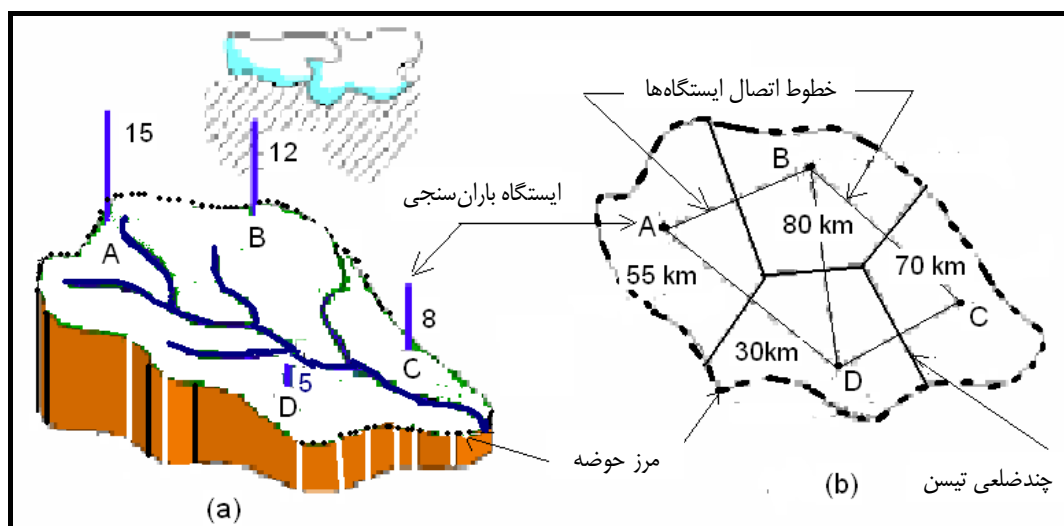 15
12
A
B
8
C
5
D
(a)
ایستگاه باران‌سنجی
خطوط اتصال ایستگاه‌ها
B
A
80 km
55 km
70 km
C
30km
D
مرز حوضه
چندضلعی تیسن
(b)